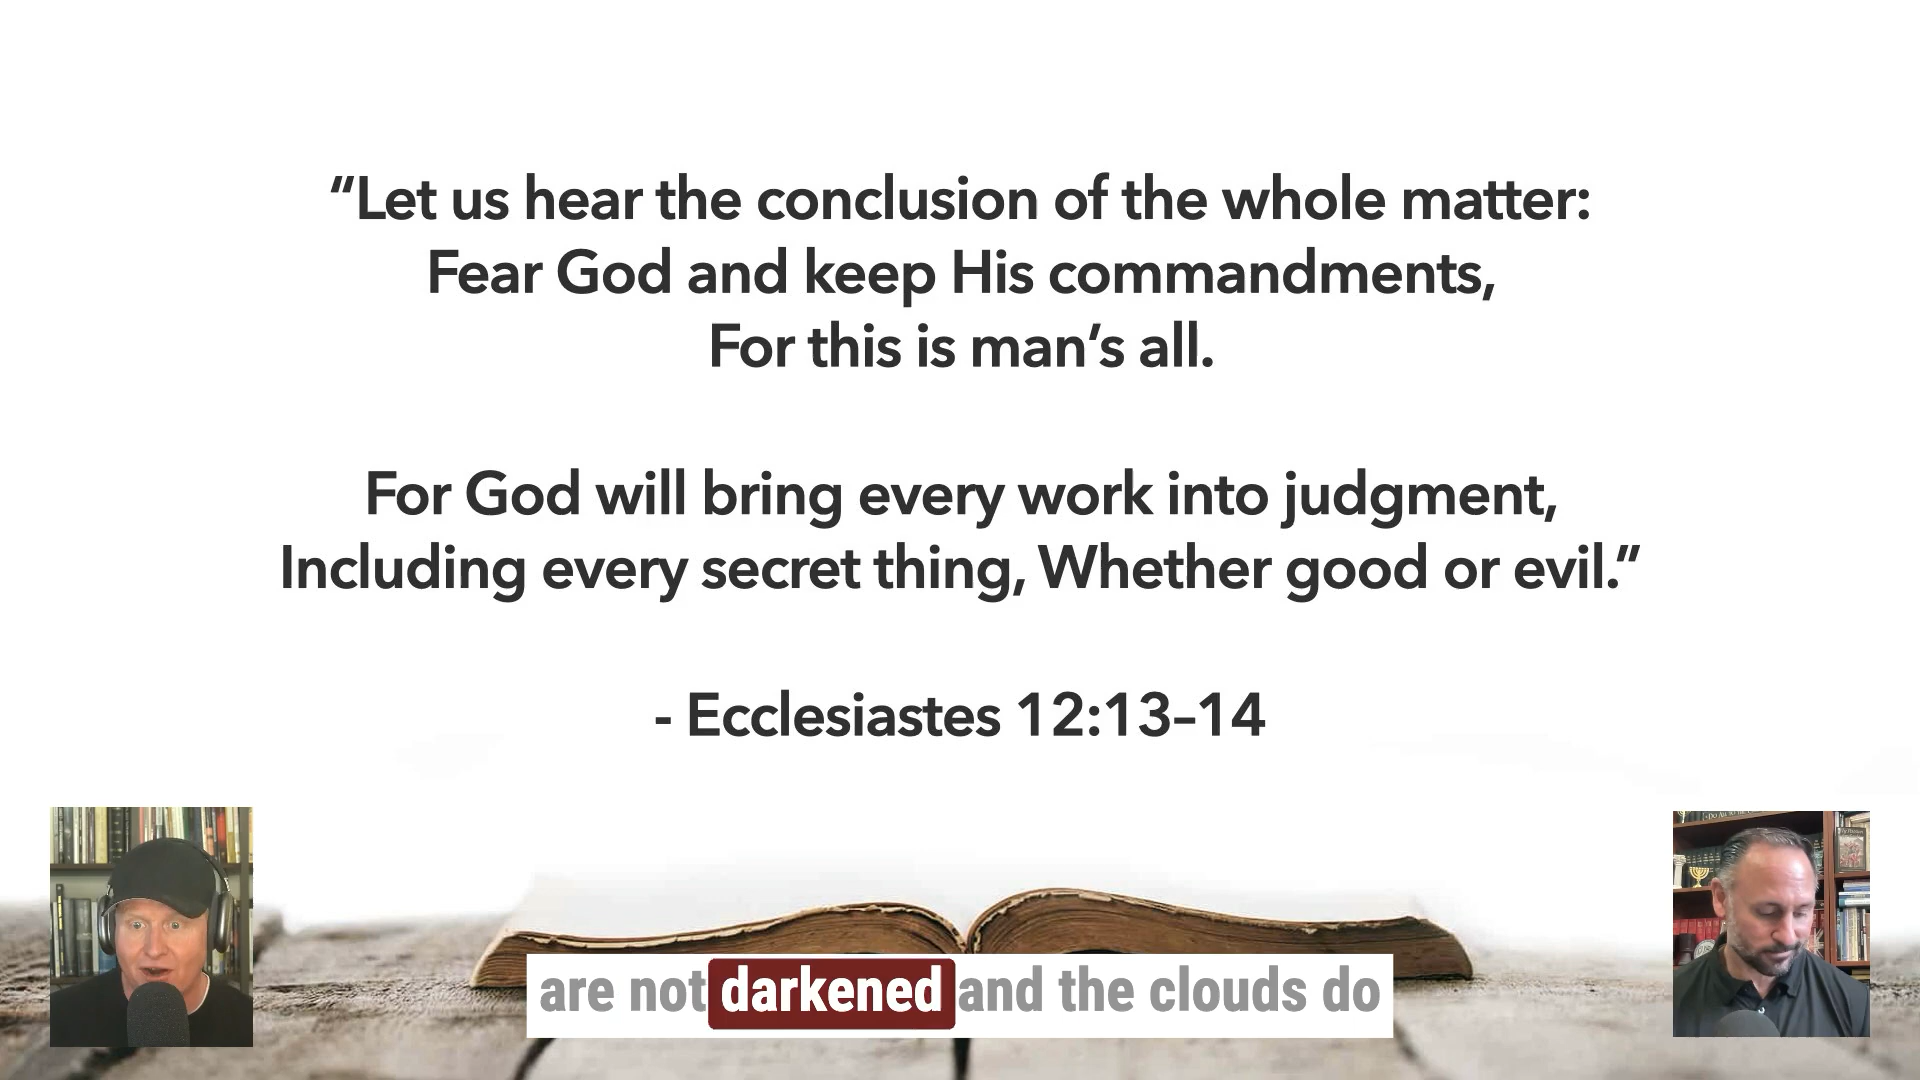 “Let us hear the conclusion of the whole matter:
Fear God and keep His commandments,
For this is man’s all.
For God will bring every work into judgment,
Including every secret thing, Whether good or evil.”
- Ecclesiastes 12:13–14
are not darkened and the clouds do